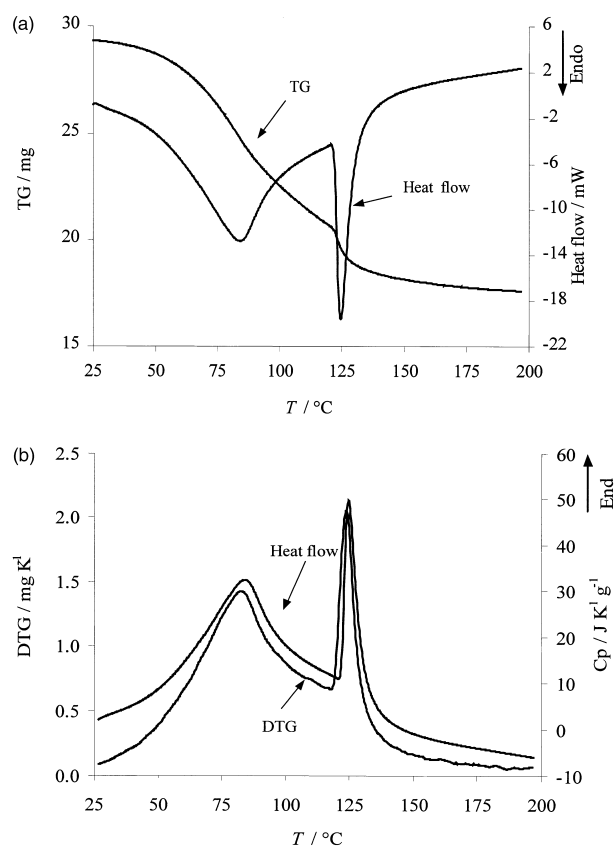 (a)
30
25
20
15
TG / mg
6
2
-2
-6
-10
-14
-18
-22
Endo
Heat flow / mW
TG
Heat flow
25 50 75 100 125 150 175 200
T / °C
(b)
2.5
2.0
1.5
1.0
0.5
0.0
DTG / mg K¹
60
50
40
30
20
10
0
-10
End
Cp / J K¹ g⁻¹
Heat flow
DTG
25 50 75 100 125 150 175 200
T / °C